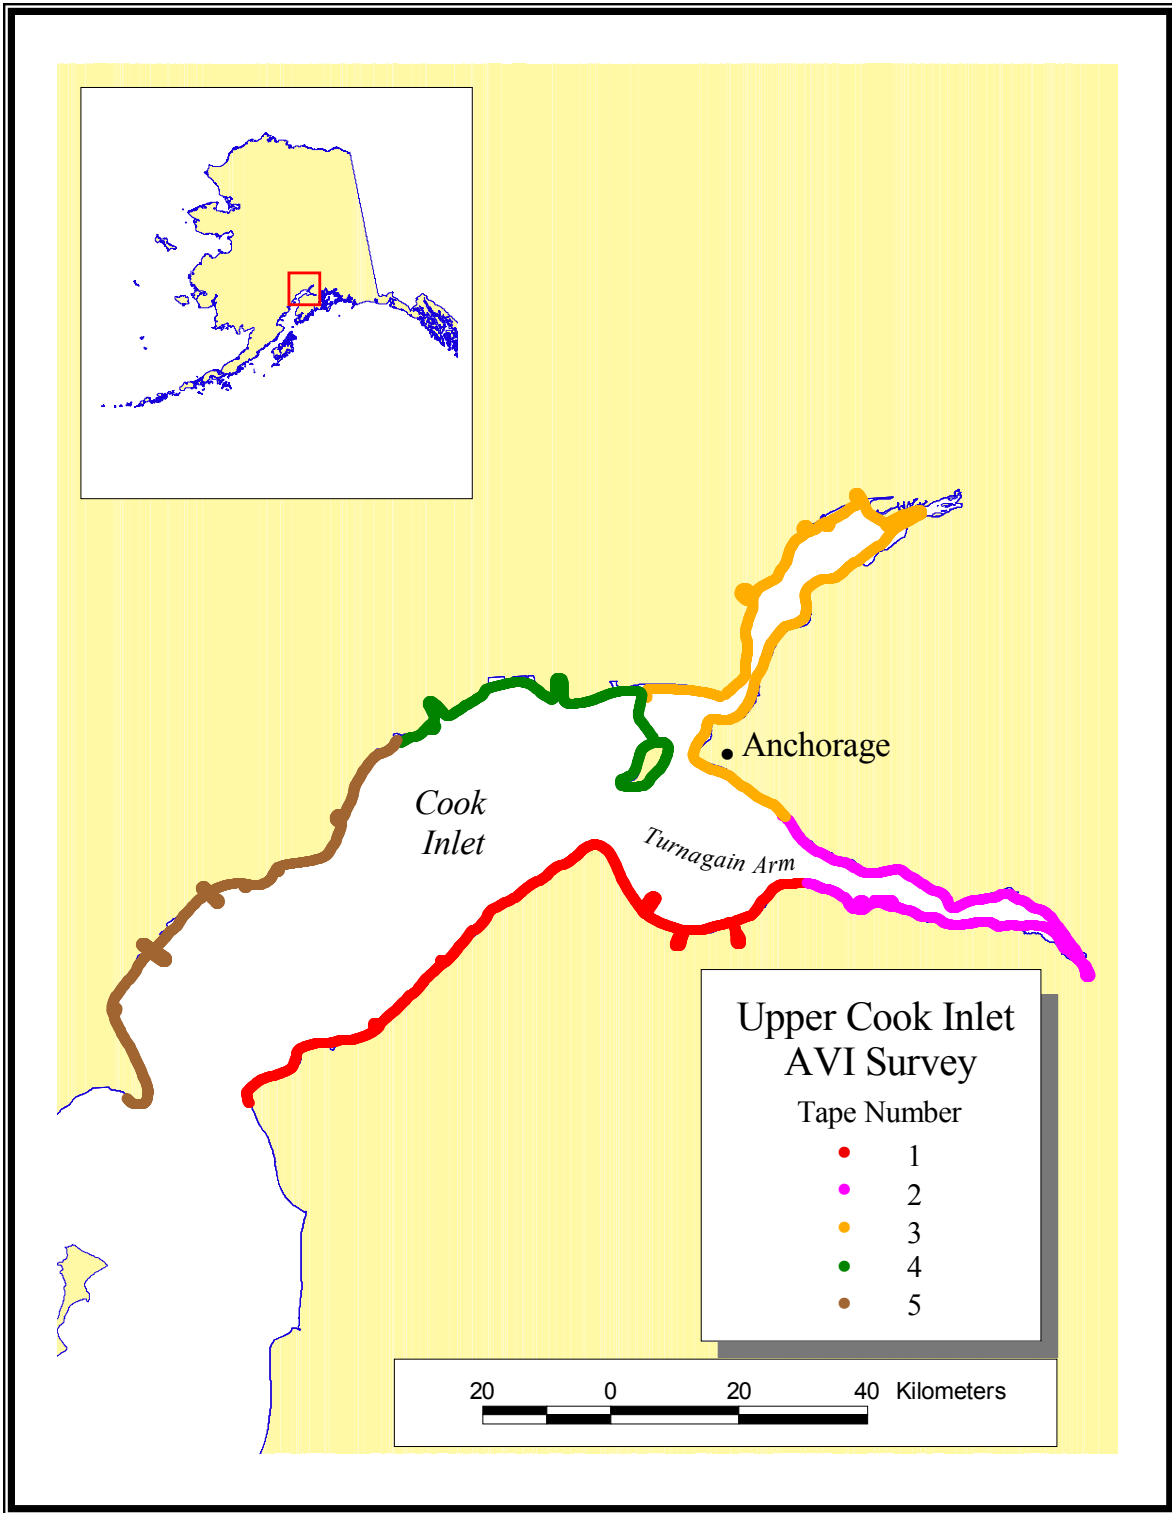 Anchorage
Cook
Inlet
Turnagain Arm
Upper Cook Inlet
AVI Survey
Tape Number
1
2
3
4
5
20 0 20 40 Kilometers